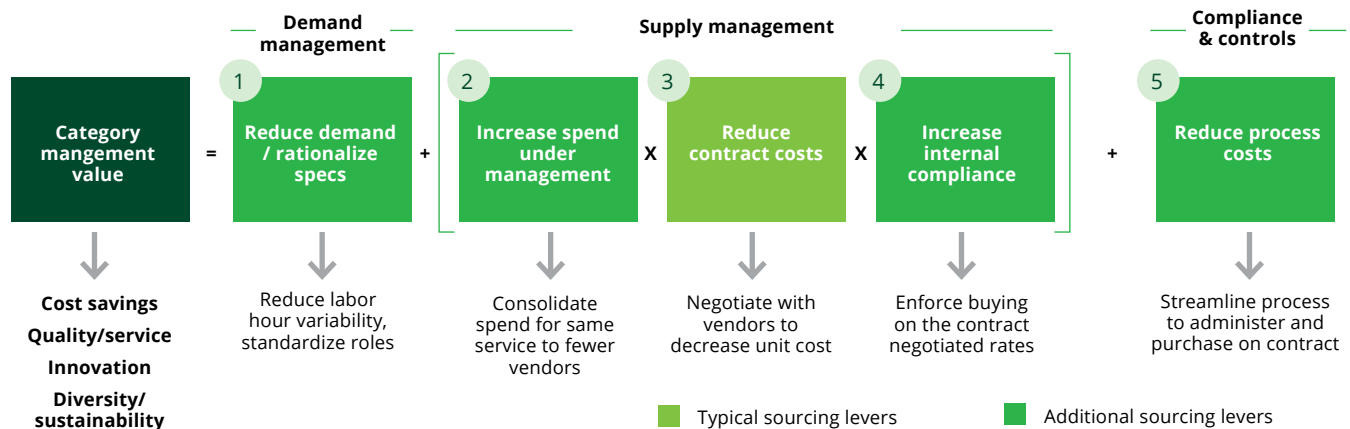 Demand
management
Supply management
Compliance
& controls
Category
mangement
value
=
1
Reduce demand
/ rationalize
specs
+
2
Increase spend
under
management
X
3
Reduce
contract costs
X
4
Increase
internal
compliance
+
5
Reduce process
costs
Cost savings
Quality/service
Innovation
Diversity/
sustainability
Reduce labor
hour variability,
standardize roles
Consolidate
spend for same
service to fewer
vendors
Negotiate with
vendors to
decrease unit cost
Enforce buying
on the contract
negotiated rates
Streamline process
to administer and
purchase on contract
Typical sourcing levers
Additional sourcing levers